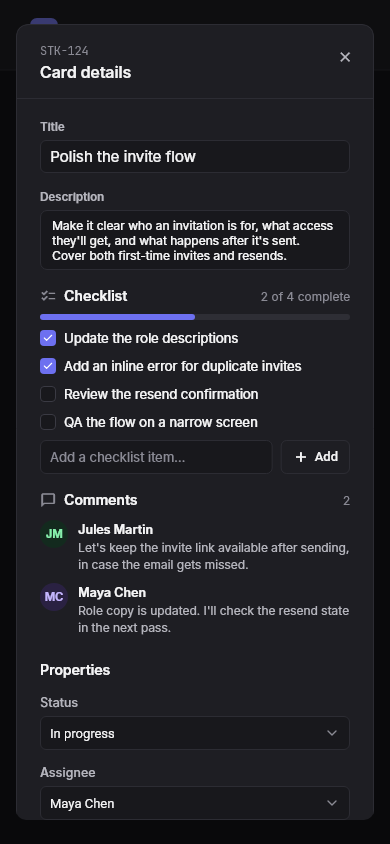 STK-124
Card details
Title
Polish the invite flow
Description
Make it clear who an invitation is for, what access
they'll get, and what happens after it's sent.
Cover both first-time invites and resends.
Checklist
2 of 4 complete
Update the role descriptions
Add an inline error for duplicate invites
Review the resend confirmation
QA the flow on a narrow screen
Add a checklist item...
Add
Comments
2
JM
Jules Martin
Let's keep the invite link available after sending,
in case the email gets missed.
MC
Maya Chen
Role copy is updated. I'll check the resend state
in the next pass.
Properties
Status
In progress
Assignee
Maya Chen